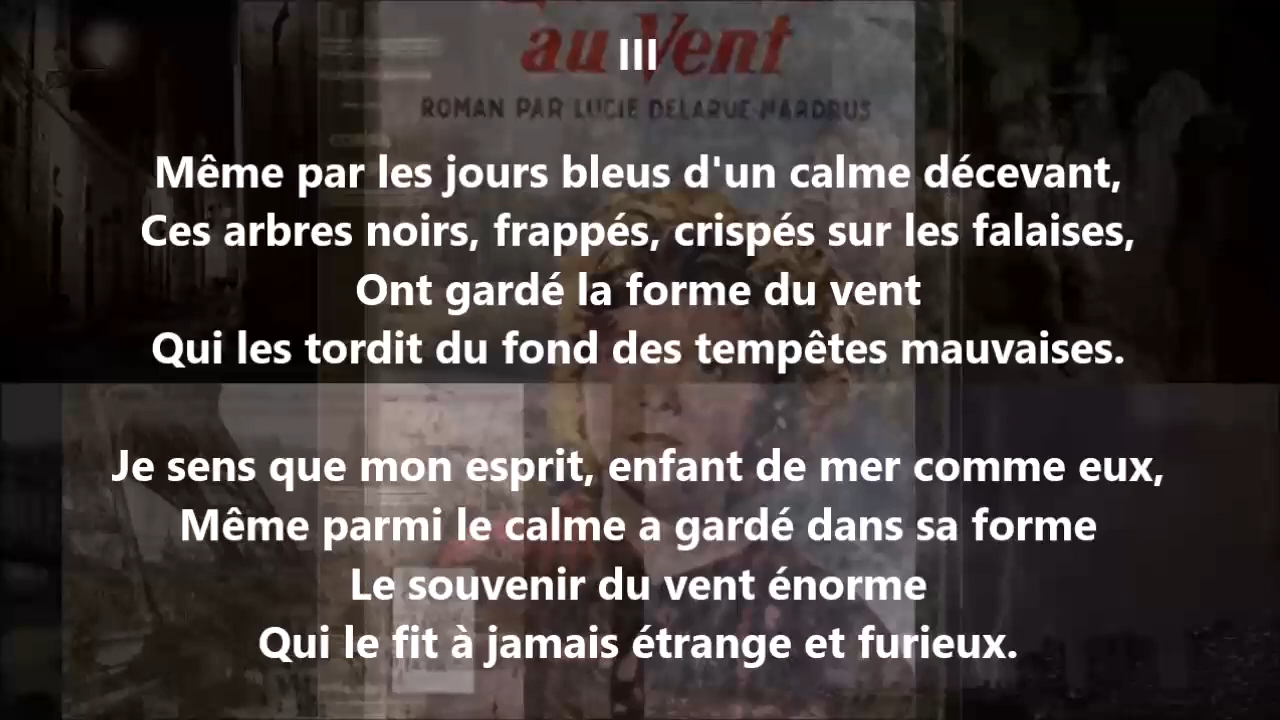 au Vent
III
ROMAN PAR LUCIE DELARUE-MARDRUS
Même par les jours bleus d'un calme décevant,
Ces arbres noirs, frappés, crispés sur les falaises,
Ont gardé la forme du vent
Qui les tordit du fond des tempêtes mauvaises.
Je sens que mon esprit, enfant de mer comme eux,
Même parmi le calme a gardé dans sa forme
Le souvenir du vent énorme
Qui le fit à jamais étrange et furieux.